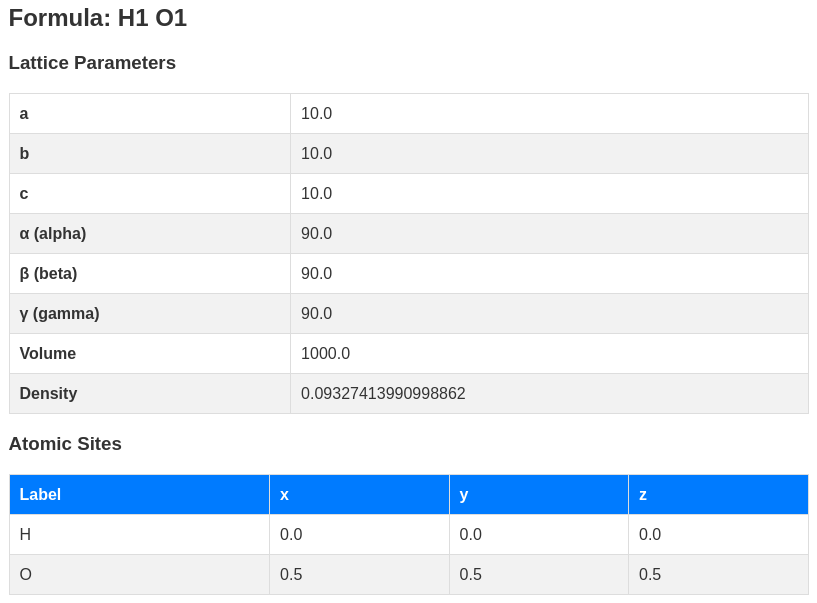 Formula: H1 O1
Lattice Parameters
a 10.0
b 10.0
c 10.0
α (alpha) 90.0
β (beta) 90.0
γ (gamma) 90.0
Volume 1000.0
Density 0.09327413990998862
Atomic Sites
Label x y z
H 0.0 0.0 0.0
O 0.5 0.5 0.5